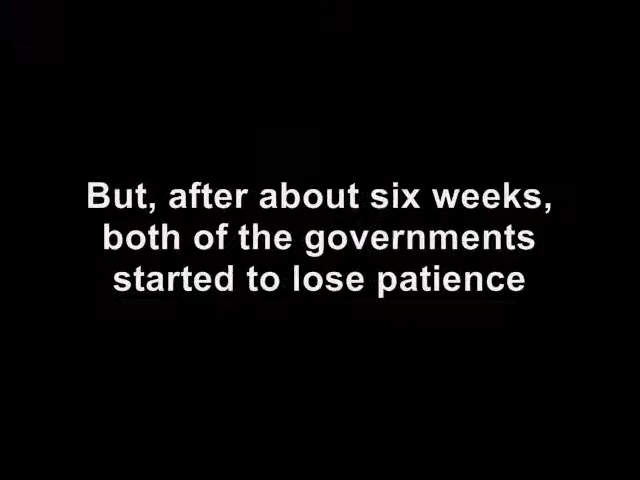 But, after about six weeks,
both of the governments
started to lose patience